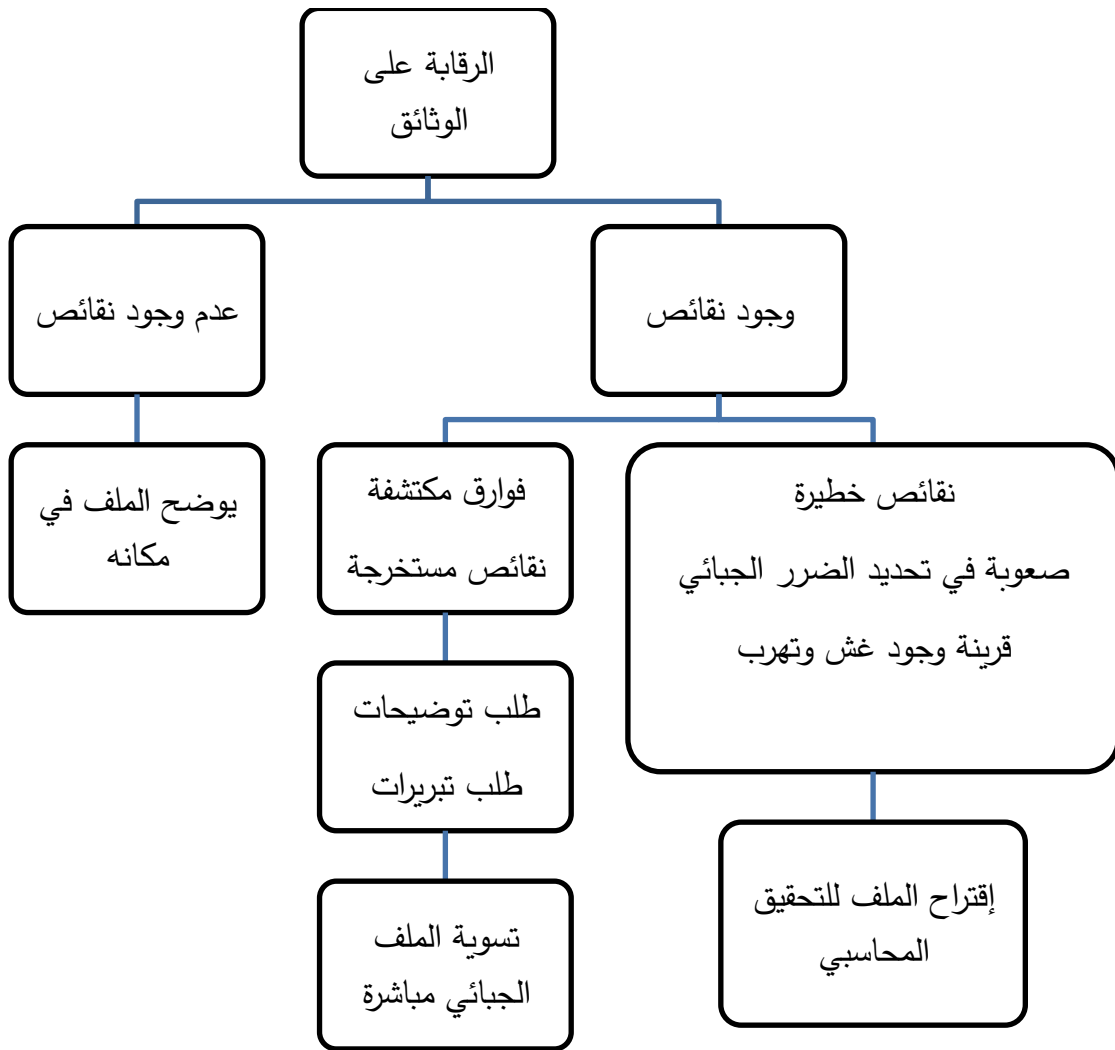 الرقابة على
الوثائق
وجود نقائص
عدم وجود نقائص
نقائص خطيرة
صعوبة في تحديد الضرر الجبائي
قرينة وجود غش وتهرب
فوارق مكتشفة
نقائص مستخرجة
يوضح الملف في
مكانه
طلب توضيحات
طلب تبريرات
إقتراح الملف للتحقيق
المحاسبي
تسوية الملف
الجبائي مباشرة